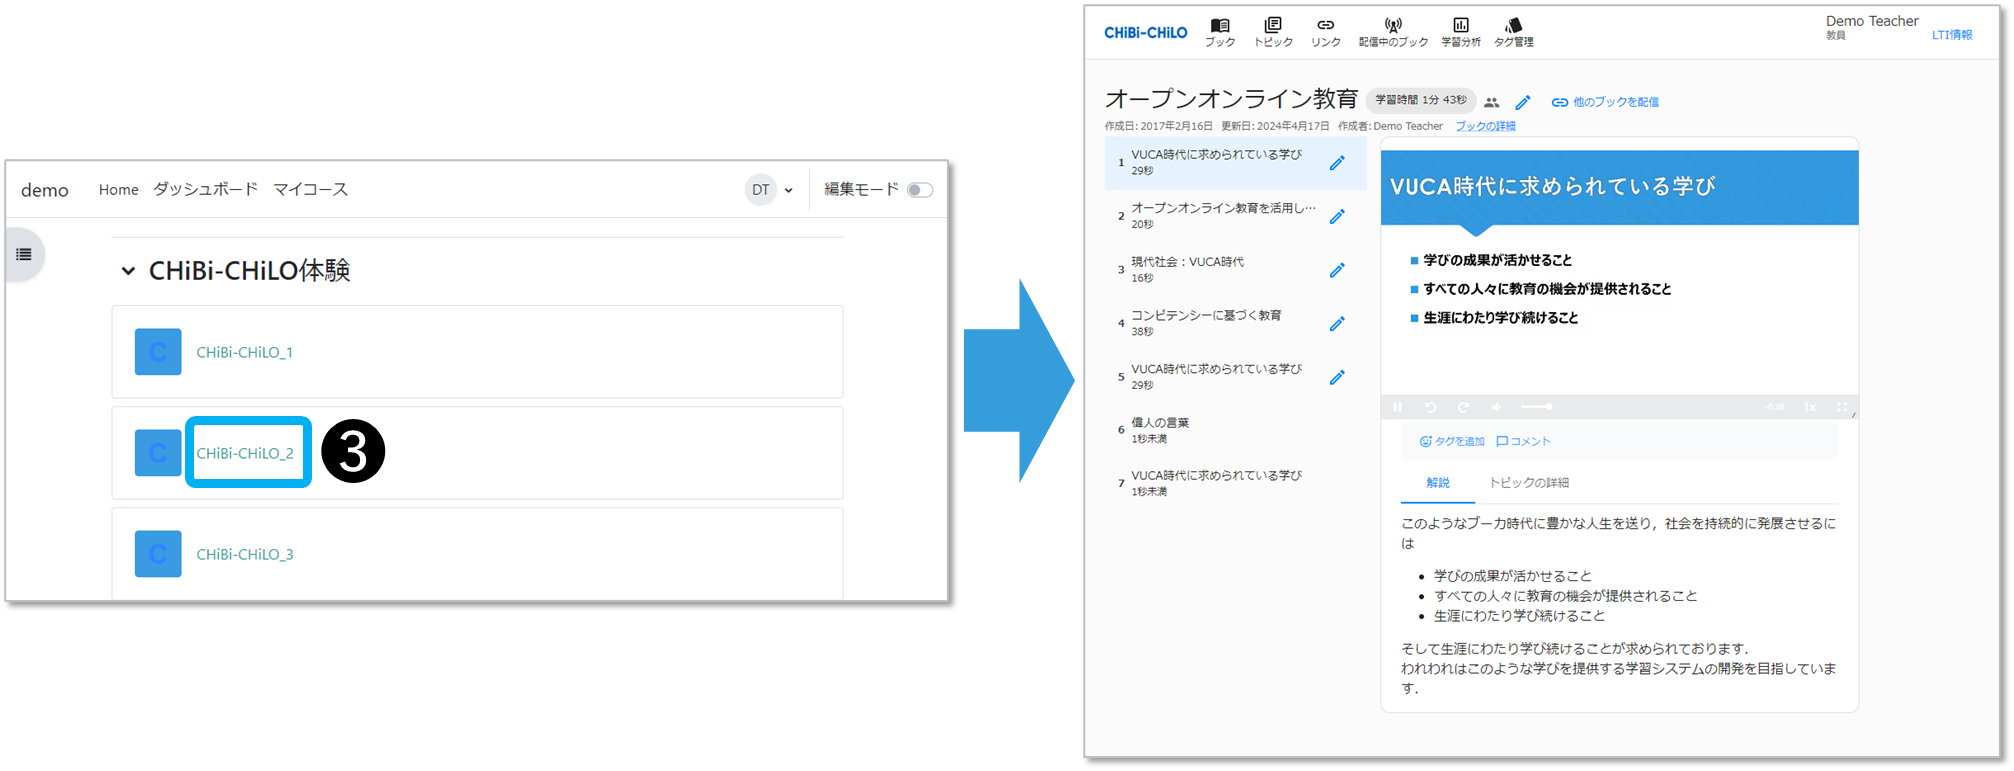 demo
Home ダッシュボード マイコース
DT
編集モード
CHiBi-CHiLO体験
C CHiBi-CHiLO_1
C CHiBi-CHiLO_2
3
C CHiBi-CHiLO_3
CHiBi-CHiLO
ブック トピック リンク 配信中のブック 学習分析 タグ管理
Demo Teacher
教員
LTI情報
オープンオンライン教育 学習時間 1分 43秒 他のブックを配信
作成日: 2017年2月16日 更新日: 2024年4月17日 作成者: Demo Teacher ブックの詳細
1 VUCA時代に求められている学び
29秒
2 オープンオンライン教育を活用し…
20秒
3 現代社会：VUCA時代
16秒
4 コンピテンシーに基づく教育
38秒
5 VUCA時代に求められている学び
29秒
6 偉人の言葉
1秒未満
7 VUCA時代に求められている学び
1秒未満
VUCA時代に求められている学び
学びの成果が活かせること
すべての人々に教育の機会が提供されること
生涯にわたり学び続けること
-0:26 1x
タグを追加 コメント
解説 トピックの詳細
このようなブーカ時代に豊かな人生を送り，社会を持続的に発展させるに
は
• 学びの成果が活かせること
• すべての人々に教育の機会が提供されること
• 生涯にわたり学び続けること
そして生涯にわたり学び続けることが求められております．
われわれはこのような学びを提供する学習システムの開発を目指していま
す．